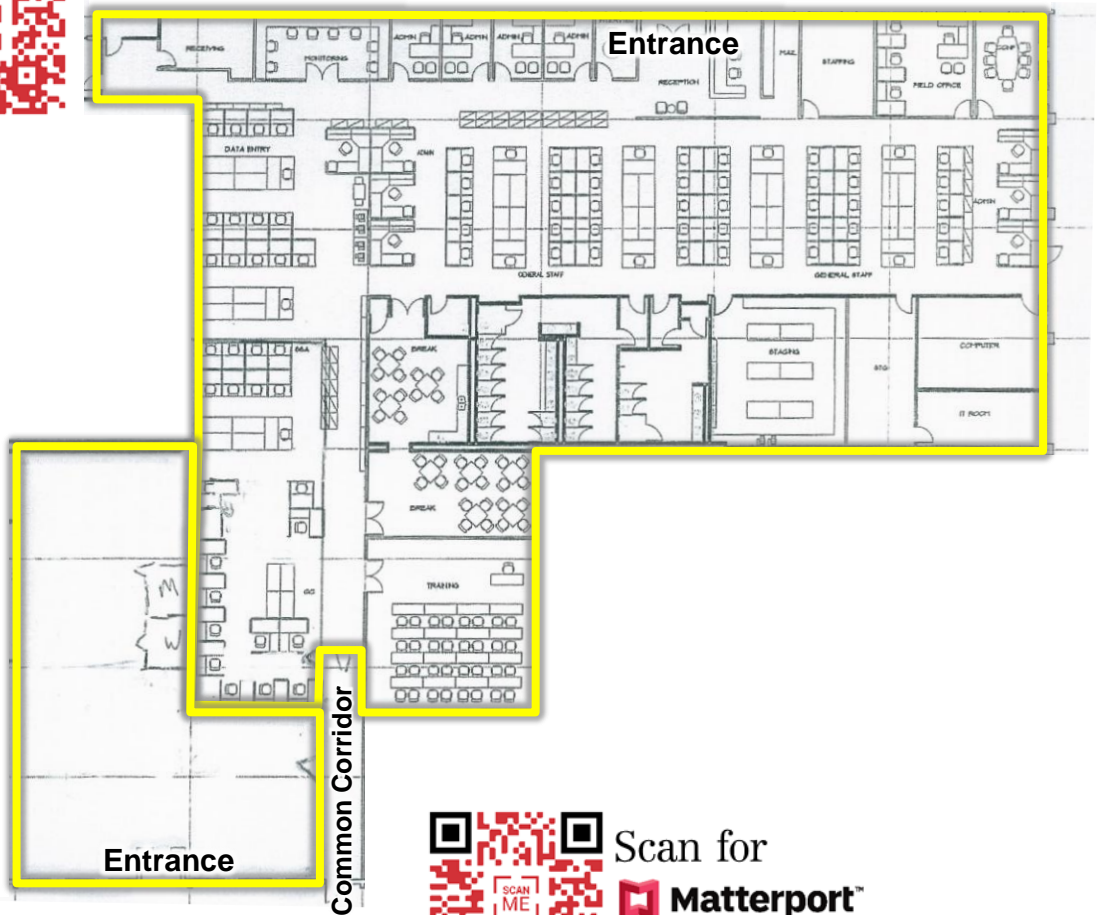 RECEIVING
MONITORING
ADMIN
ADMIN
ADMIN
ADMIN
Entrance
RECEPTION
MAIL
STAFFING
FIELD OFFICE
CONF
DATA ENTRY
ADMIN
ADMIN
GENERAL STAFF
GENERAL STAFF
BREAK
STAGING
STG
COMPUTER
IT ROOM
BREAK
TRAINING
Entrance
Common Corridor
SCAN
ME
Scan for
Matterport™